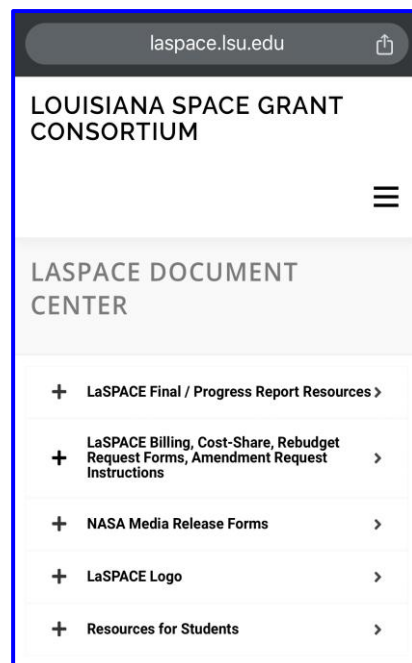 laspace.lsu.edu
LOUISIANA SPACE GRANT
CONSORTIUM
LASPACE DOCUMENT
CENTER
LaSPACE Final / Progress Report Resources
LaSPACE Billing, Cost-Share, Rebudget
Request Forms, Amendment Request
Instructions
NASA Media Release Forms
LaSPACE Logo
Resources for Students